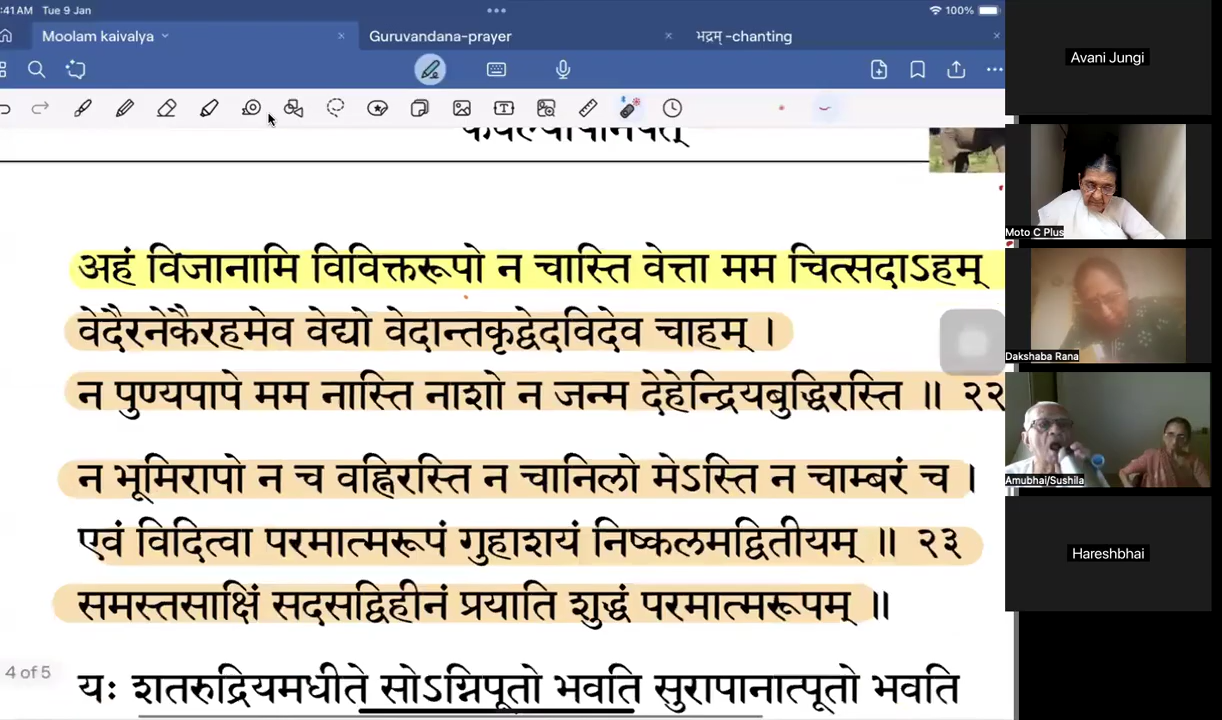 :41 AM Tue 9 Jan
100%
Moolam kaivalya
Guruvandana-prayer
भद्रम् -chanting
अहं विजानामि विविक्तरूपो न चास्ति वेत्ता मम चित्सदाऽहम्
वेदैरनेकैरहमेव वेद्यो वेदान्तकृद्वेदविदेव चाहम् ।
न पुण्यपापे मम नास्ति नाशो न जन्म देहेन्द्रियबुद्धिरस्ति ॥ २२
न भूमिरापो न च वह्निरस्ति न चानिलो मेऽस्ति न चाम्बरं च ।
एवं विदित्वा परमात्मरूपं गुहाशयं निष्कलमद्वितीयम् ॥ २३
समस्तसाक्षिं सदसद्विहीनं प्रयाति शुद्धं परमात्मरूपम् ॥
4 of 5
यः शतरुद्रियमधीते सोऽग्निपूतो भवति सुरापानात्पूतो भवति
Avani Jungi
Moto C Plus
Dakshaba Rana
Amubhai/Sushila
Hareshbhai